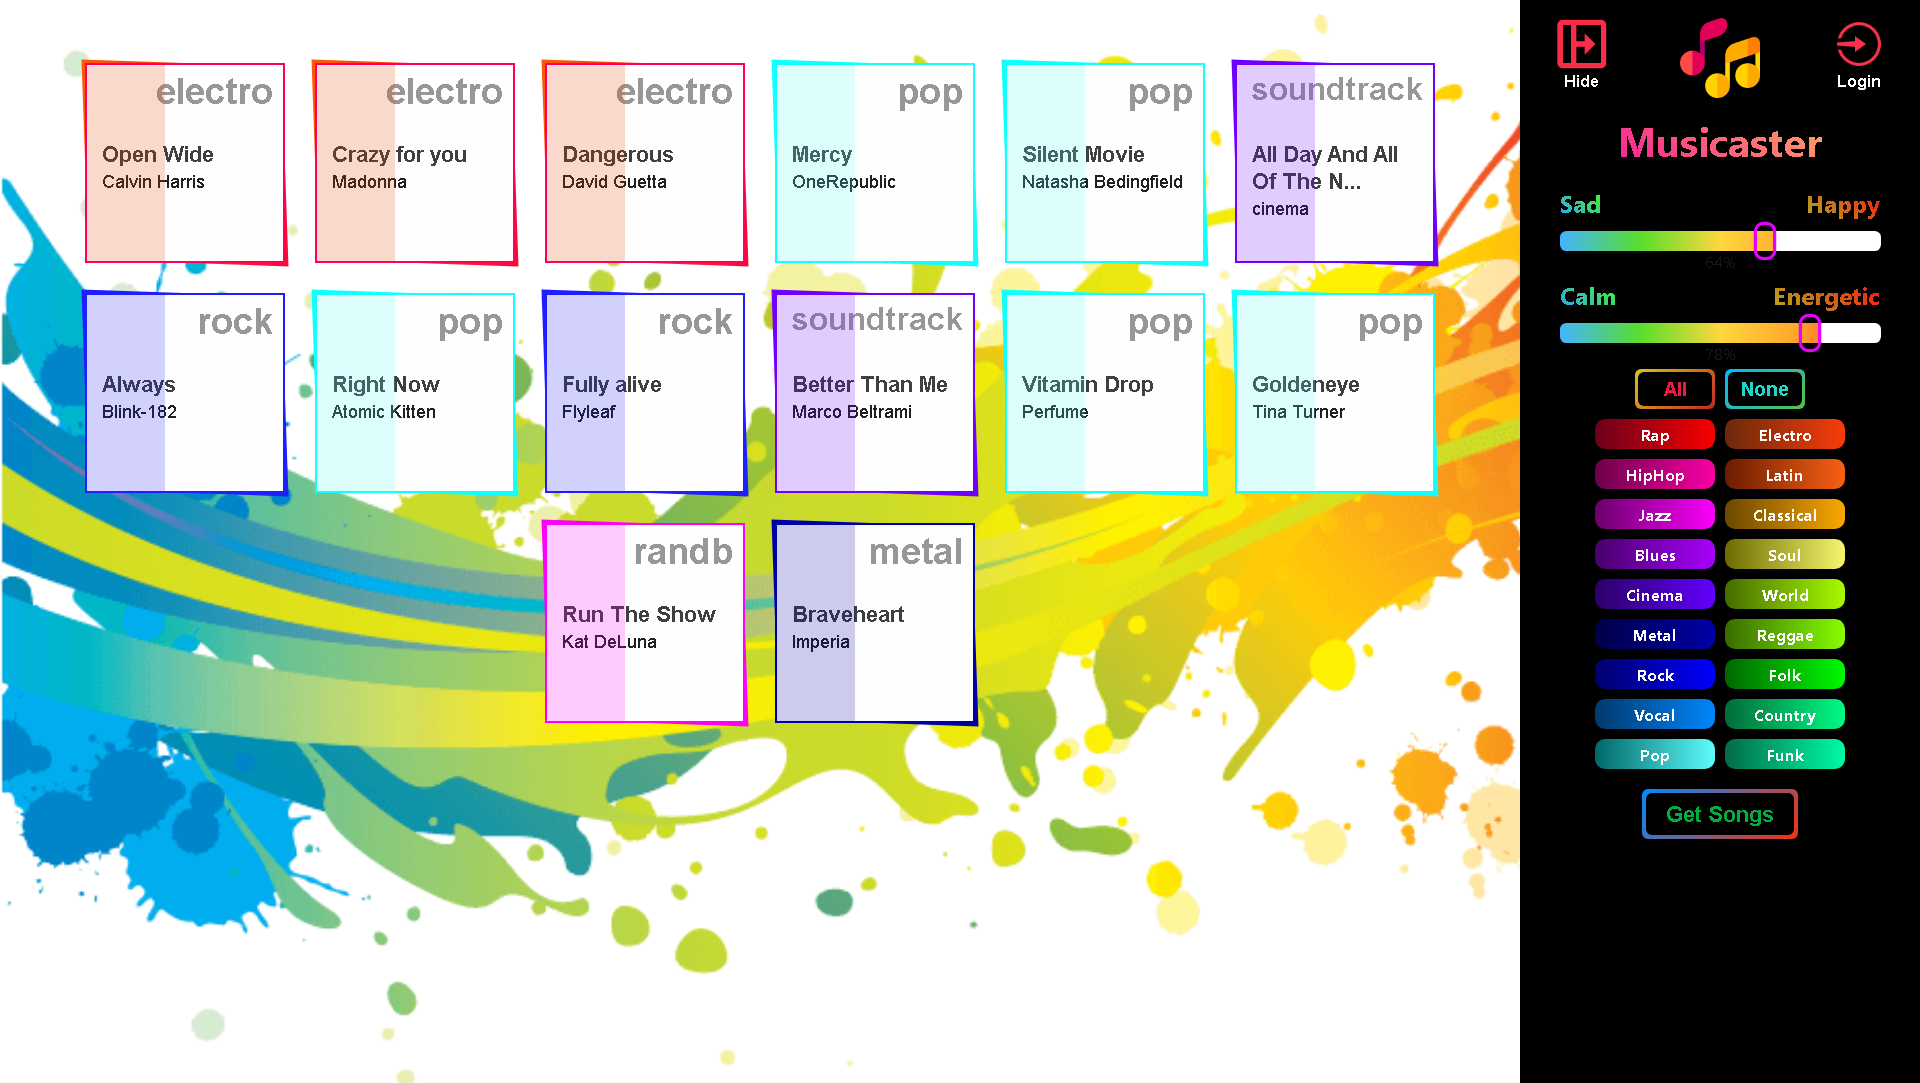 electro
Open Wide
Calvin Harris
electro
Crazy for you
Madonna
electro
Dangerous
David Guetta
pop
Mercy
OneRepublic
pop
Silent Movie
Natasha Bedingfield
soundtrack
All Day And All
Of The N...
cinema
rock
Always
Blink-182
pop
Right Now
Atomic Kitten
rock
Fully alive
Flyleaf
soundtrack
Better Than Me
Marco Beltrami
pop
Vitamin Drop
Perfume
pop
Goldeneye
Tina Turner
randb
Run The Show
Kat DeLuna
metal
Braveheart
Imperia
Hide
Login
Musicaster
Sad Happy
64%
Calm Energetic
78%
All None
Rap Electro
HipHop Latin
Jazz Classical
Blues Soul
Cinema World
Metal Reggae
Rock Folk
Vocal Country
Pop Funk
Get Songs